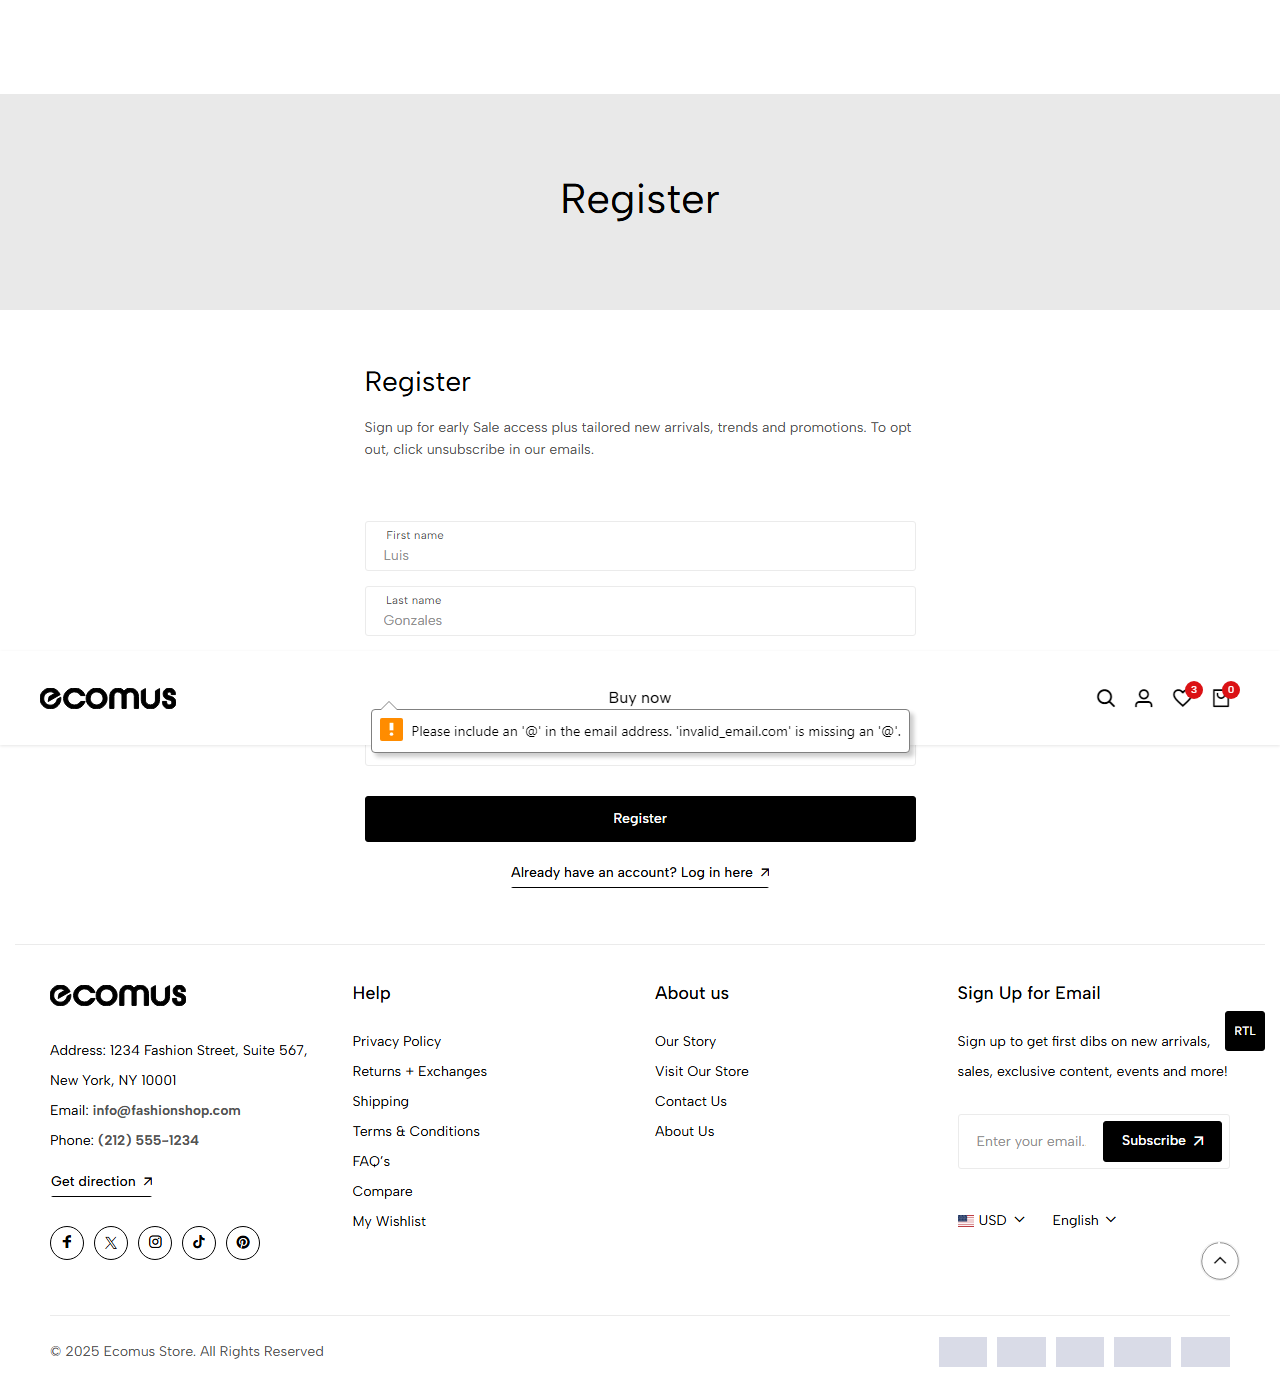 Register
Register
Sign up for early Sale access plus tailored new arrivals, trends and promotions. To opt
out, click unsubscribe in our emails.
First name
Luis
Last name
Gonzales
ecomus
Buy now
3
0
Please include an '@' in the email address. 'invalid_email.com' is missing an '@'.
Register
Already have an account? Log in here
ecomus
Address: 1234 Fashion Street, Suite 567,
New York, NY 10001
Email: info@fashionshop.com
Phone: (212) 555-1234
Get direction
Help
Privacy Policy
Returns + Exchanges
Shipping
Terms & Conditions
FAQ's
Compare
My Wishlist
About us
Our Story
Visit Our Store
Contact Us
About Us
Sign Up for Email
Sign up to get first dibs on new arrivals,
sales, exclusive content, events and more!
Enter your email.
Subscribe
USD
English
RTL
© 2025 Ecomus Store. All Rights Reserved